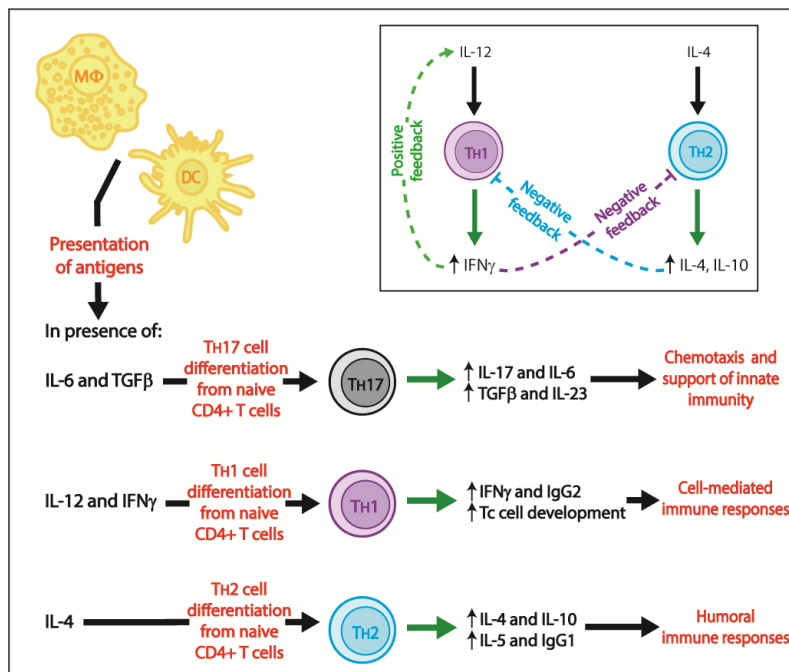 MΦ
DC
Presentation
of antigens
IL-12
IL-4
Positive
feedback
TH1
TH2
Negative
feedback
Negative
feedback
↑ IFNγ
↑ IL-4, IL-10
In presence of:
IL-6 and TGFβ
TH17 cell
differentiation
from naive
CD4+ T cells
TH17
↑ IL-17 and IL-6
↑ TGFβ and IL-23
Chemotaxis and
support of innate
immunity
IL-12 and IFNγ
TH1 cell
differentiation
from naive
CD4+ T cells
TH1
↑ IFNγ and IgG2
↑ Tc cell development
Cell-mediated
immune responses
IL-4
TH2 cell
differentiation
from naive
CD4+ T cells
TH2
↑ IL-4 and IL-10
↑ IL-5 and IgG1
Humoral
immune responses